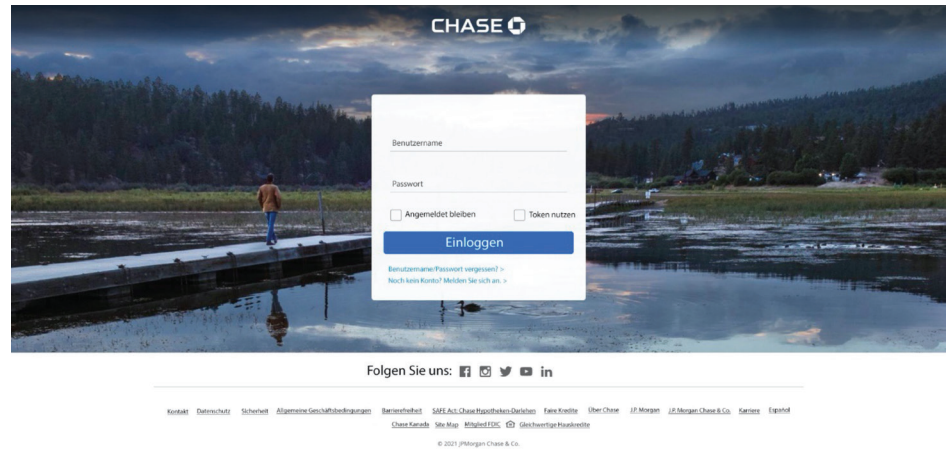 CHASE
Benutzername
Passwort
Angemeldet bleiben Token nutzen
Einloggen
Benutzername/Passwort vergessen? >
Noch kein Konto? Melden Sie sich an. >
Folgen Sie uns:
Kontakt Datenschutz Sicherheit Allgemeine Geschäftsbedingungen Barrierefreiheit SAFE Act: Chase Hypotheken-Darlehen Faire Kredite Über Chase J.P. Morgan J.P. Morgan Chase & Co. Karriere Español
Chase Kanada Site Map Mitglied FDIC Gleichwertige Hauskredite
© 2021 JPMorgan Chase & Co.